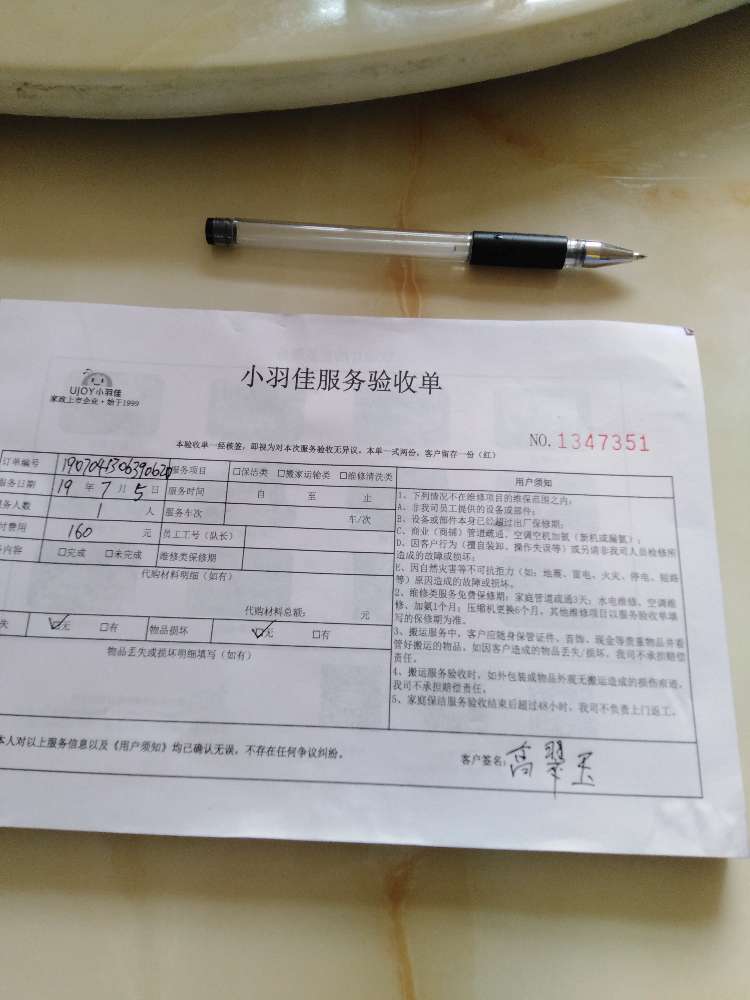 UJOY小羽佳
家政上市企业·始于1999
小羽佳服务验收单
本验收单一经核签，即视为对本次服务验收无异议。本单一式两份，客户留存一份（红）
NO.1347351
订单编号 服务项目 □保洁类 □搬家运输类 □维修清洗类
服务日期 19 年 7 月 5 日 服务时间 自 至 止
务人数 1 人 服务车次 车/次
付费用 160 元 员工工号（队长）
内容 □完成 □未完成 维修类保修期
代购材料明细（如有）
代购材料总额： 元
失 ☑无 □有 物品损坏 ☑无 □有
物品丢失或损坏明细填写（如有）
用户须知
1、下列情况不在维修项目的维保范围之内：
A、非我司员工提供的设备或部件；
B、设备或部件本身已经超过出厂保修期；
C、商业（商铺）管道疏通、空调空机加氨（新机或漏氨）；
D、因客户行为（擅自装卸、操作失误等）或另请非我司人员检修所
造成的故障或损坏；
E、因自然灾害等不可抗拒力（如：地震、雷电、火灾、停电、短路
等）原因造成的故障或损坏。
2、维修类服务免费保修期：家庭管道疏通3天；水电维修、空调维
修、加氨1个月；压缩机更换6个月。其他维修项目以服务验收单填
写的保修期为准。
3、搬运服务中，客户应随身保管证件、首饰、现金等贵重物品并看
管好搬运的物品，如因客户造成的物品丢失/损坏，我司不承担赔偿
责任。
4、搬运服务验收时，如外包装或物品外观无搬运造成的损伤痕迹，
我司不承担赔偿责任。
5、家庭保洁服务验收结束后超过48小时，我司不负责上门返工。
本人对以上服务信息以及《用户须知》均已确认无误，不存在任何争议纠纷。
客户签名：高翠玉